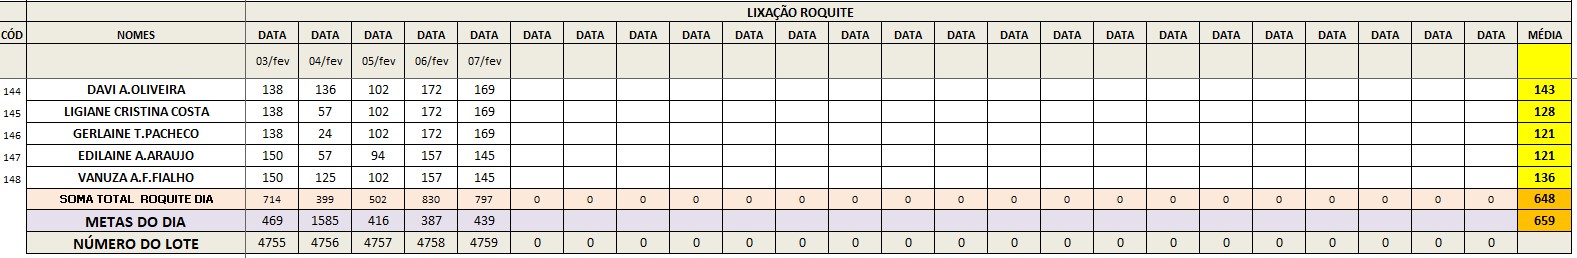 LIXAÇÃO ROQUITE
CÓD NOMES DATA DATA DATA DATA DATA DATA DATA DATA DATA DATA DATA DATA DATA DATA DATA DATA DATA DATA DATA DATA DATA DATA DATA DATA MÉDIA
03/fev 04/fev 05/fev 06/fev 07/fev
144 DAVI A.OLIVEIRA 138 136 102 172 169 143
145 LIGIANE CRISTINA COSTA 138 57 102 172 169 128
146 GERLAINE T.PACHECO 138 24 102 172 169 121
147 EDILAINE A.ARAUJO 150 57 94 157 145 121
148 VANUZA A.F.FIALHO 150 125 102 157 145 136
SOMA TOTAL ROQUITE DIA 714 399 502 830 797 0 0 0 0 0 0 0 0 0 0 0 0 0 0 0 0 0 0 0 648
METAS DO DIA 469 1585 416 387 439 659
NÚMERO DO LOTE 4755 4756 4757 4758 4759 0 0 0 0 0 0 0 0 0 0 0 0 0 0 0 0 0 0 0